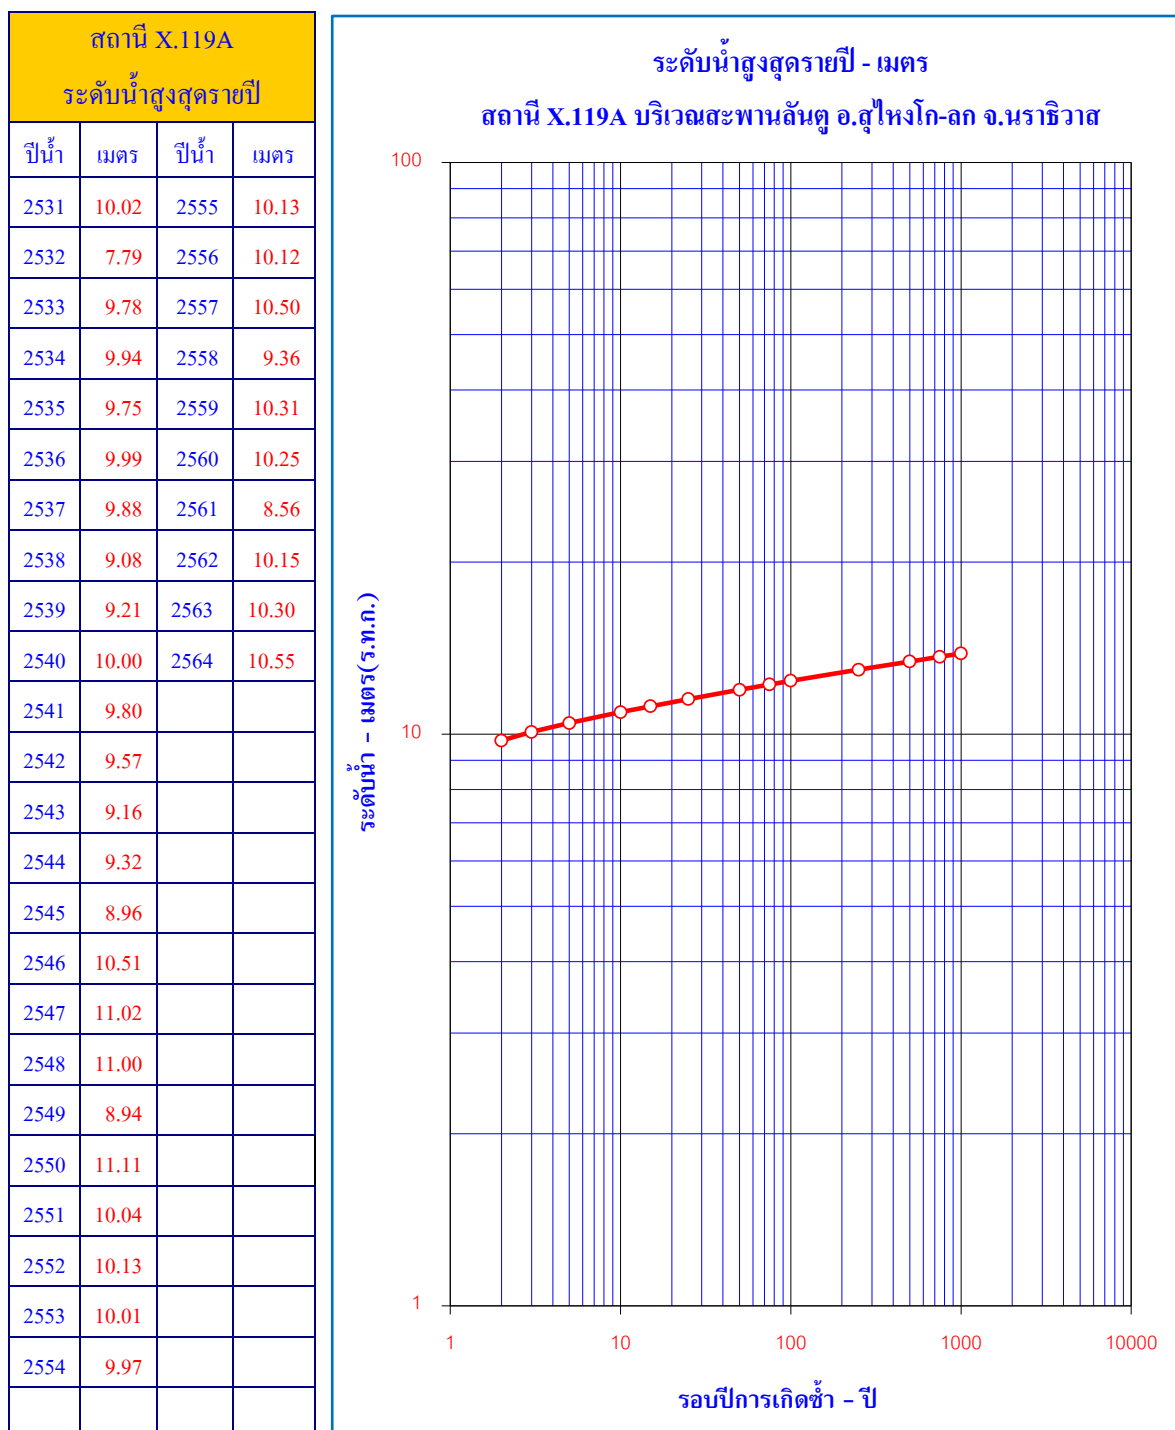 สถานี X.119A
ระดับน้ำสูงสุดรายปี
ปีน้ำ เมตร ปีน้ำ เมตร
2531 10.02 2555 10.13
2532 7.79 2556 10.12
2533 9.78 2557 10.50
2534 9.94 2558 9.36
2535 9.75 2559 10.31
2536 9.99 2560 10.25
2537 9.88 2561 8.56
2538 9.08 2562 10.15
2539 9.21 2563 10.30
2540 10.00 2564 10.55
2541 9.80
2542 9.57
2543 9.16
2544 9.32
2545 8.96
2546 10.51
2547 11.02
2548 11.00
2549 8.94
2550 11.11
2551 10.04
2552 10.13
2553 10.01
2554 9.97
ระดับน้ำสูงสุดรายปี - เมตร
สถานี X.119A บริเวณสะพานลันตู อ.สุไหงโก-ลก จ.นราธิวาส
ระดับน้ำ - เมตร(ร.ท.ก.)
100
10
1
1 10 100 1000 10000
รอบปีการเกิดซ้ำ - ปี